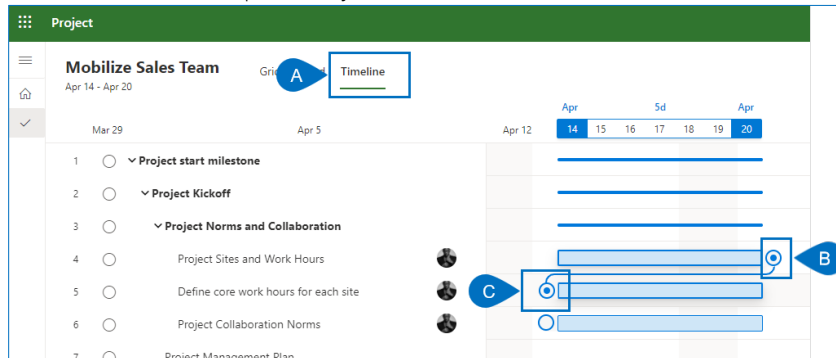 Project
Mobilize Sales Team
Timeline
A
Apr 14 - Apr 20
Apr 5d Apr
Mar 29 Apr 5 Apr 12 14 15 16 17 18 19 20
1 Project start milestone
2 Project Kickoff
3 Project Norms and Collaboration
4 Project Sites and Work Hours
B
5 Define core work hours for each site
C
6 Project Collaboration Norms
7 Project Management Plan